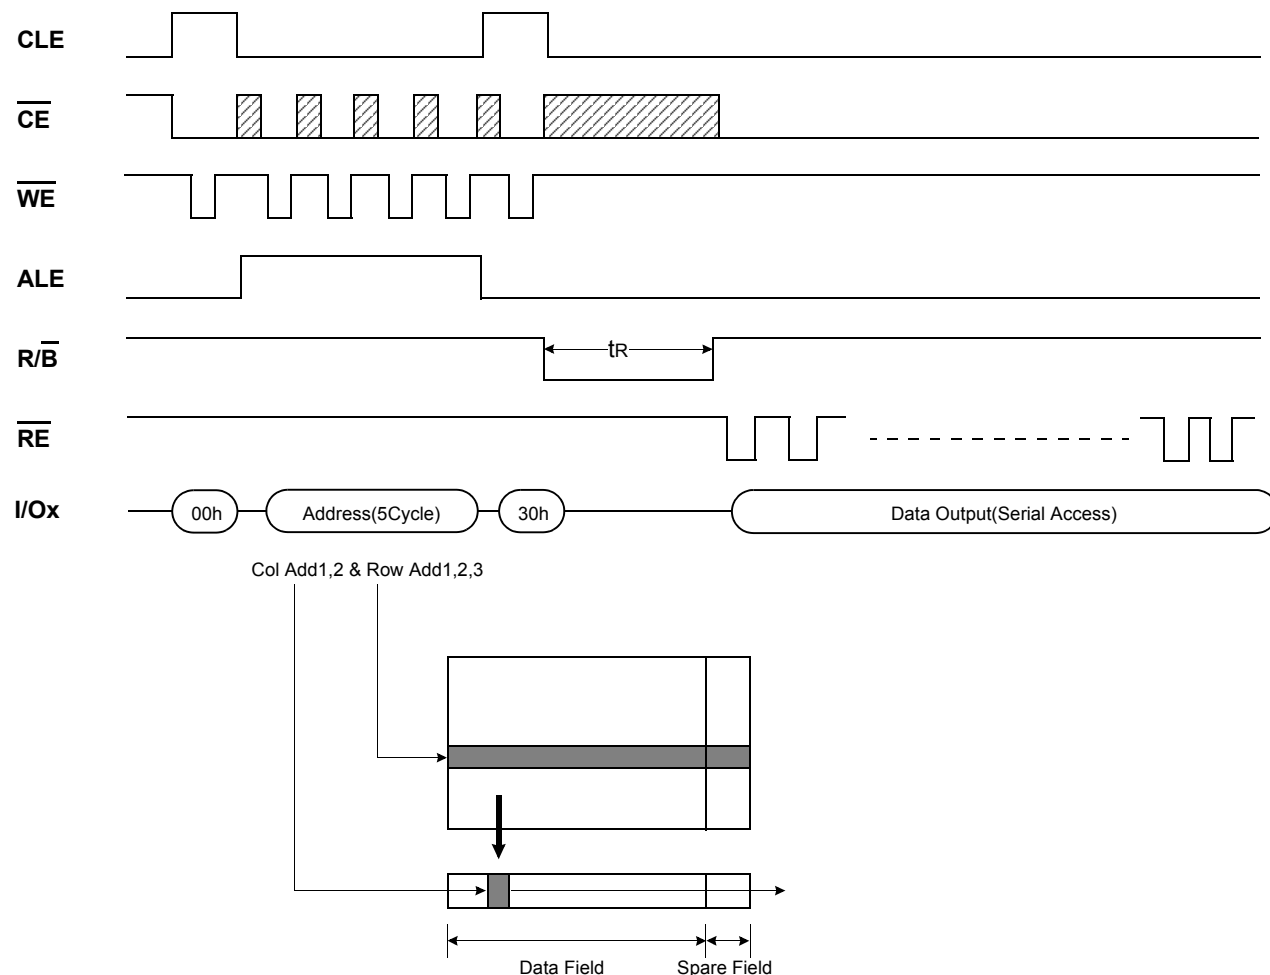 CLE
CE
WE
ALE
R/B
tR
RE
I/Ox
00h
Address(5Cycle)
30h
Data Output(Serial Access)
Col Add1,2 & Row Add1,2,3
Data Field
Spare Field